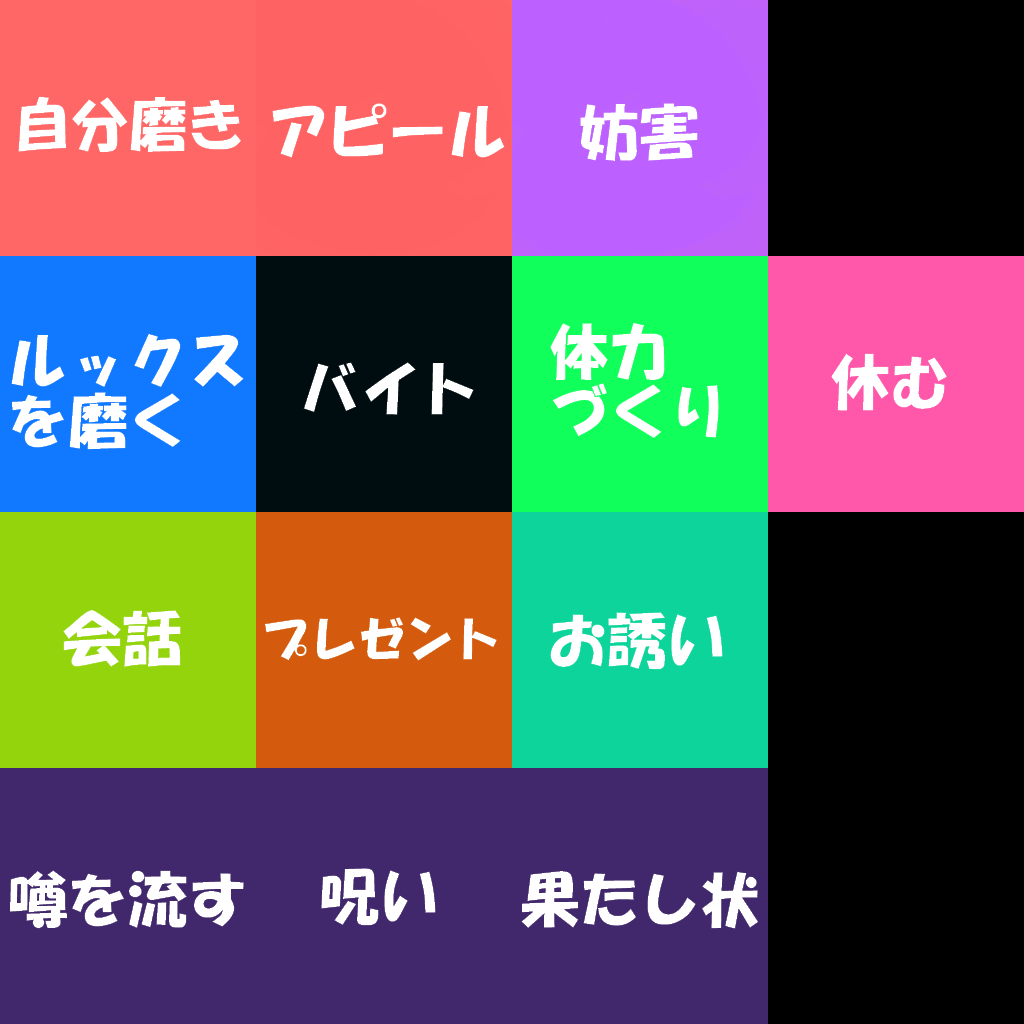 自分磨き
アピール
妨害
ルックス
を磨く
バイト
体力
づくり
休む
会話
プレゼント
お誘い
噂を流す
呪い
果たし状